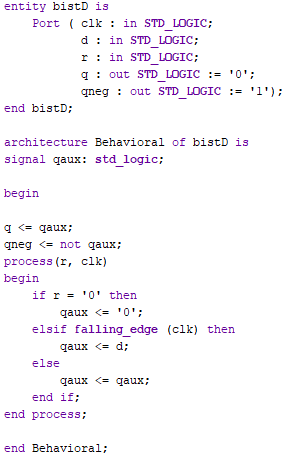 entity bistD is
    Port ( clk : in STD_LOGIC;
           d : in STD_LOGIC;
           r : in STD_LOGIC;
           q : out STD_LOGIC := '0';
           qneg : out STD_LOGIC := '1');
end bistD;

architecture Behavioral of bistD is
signal qaux: std_logic;

begin

q <= qaux;
qneg <= not qaux;
process(r, clk)
begin
    if r = '0' then
        qaux <= '0';
    elsif falling_edge (clk) then
        qaux <= d;
    else
        qaux <= qaux;
    end if;
end process;

end Behavioral;